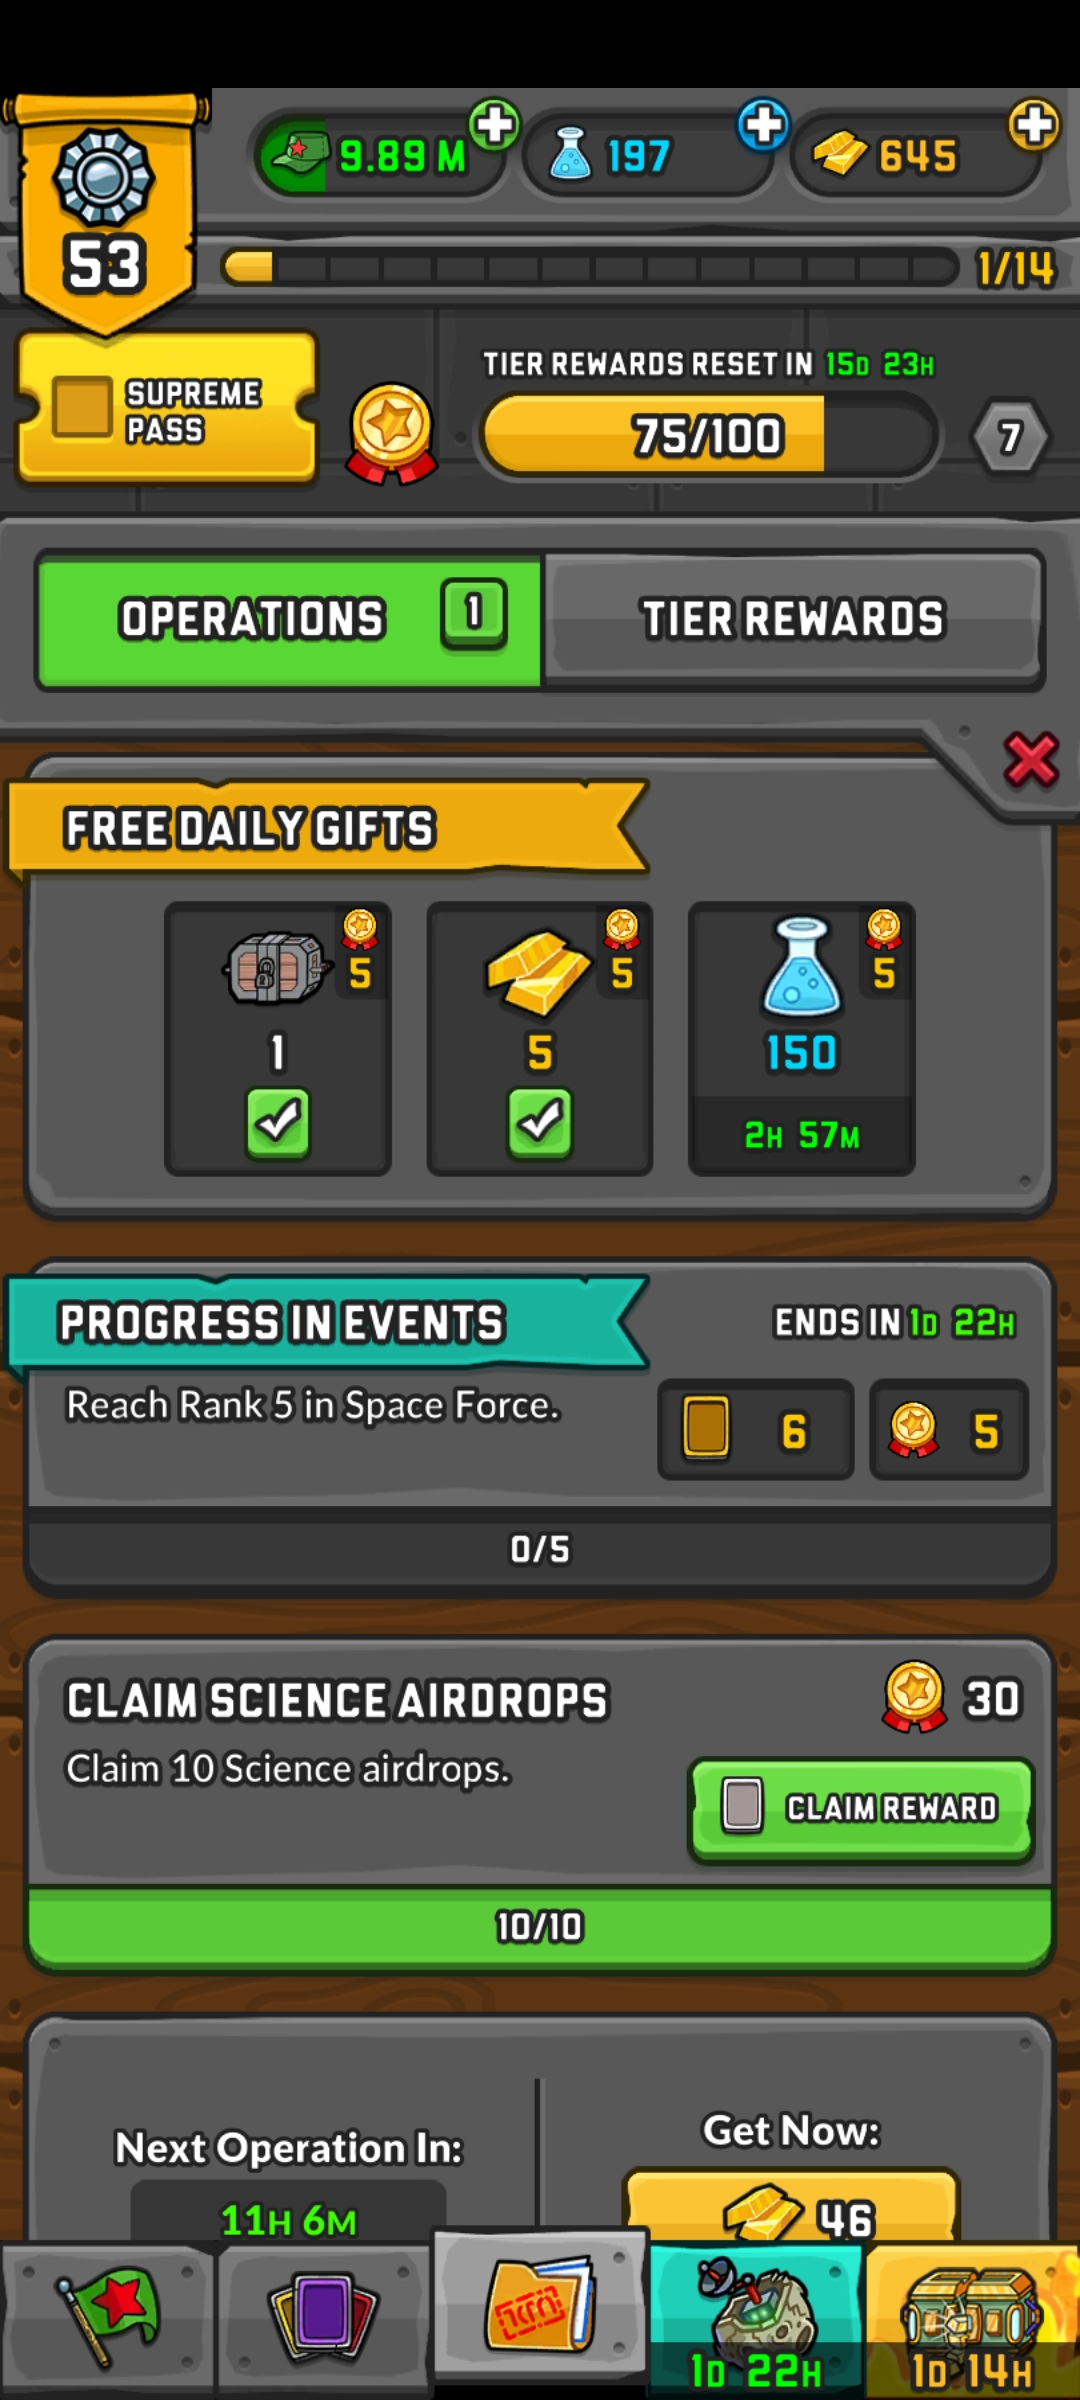 53
9.89 M
197
645
1/14
SUPREME
PASS
TIER REWARDS RESET IN 15D 23H
75/100
7
OPERATIONS 1
TIER REWARDS
FREE DAILY GIFTS
5
5
5
1
5
150
2H 57M
PROGRESS IN EVENTS
ENDS IN 1D 22H
Reach Rank 5 in Space Force.
6
5
0/5
CLAIM SCIENCE AIRDROPS
30
Claim 10 Science airdrops.
CLAIM REWARD
10/10
Next Operation In:
Get Now:
11H 6M
46
1D 22H
1D 14H